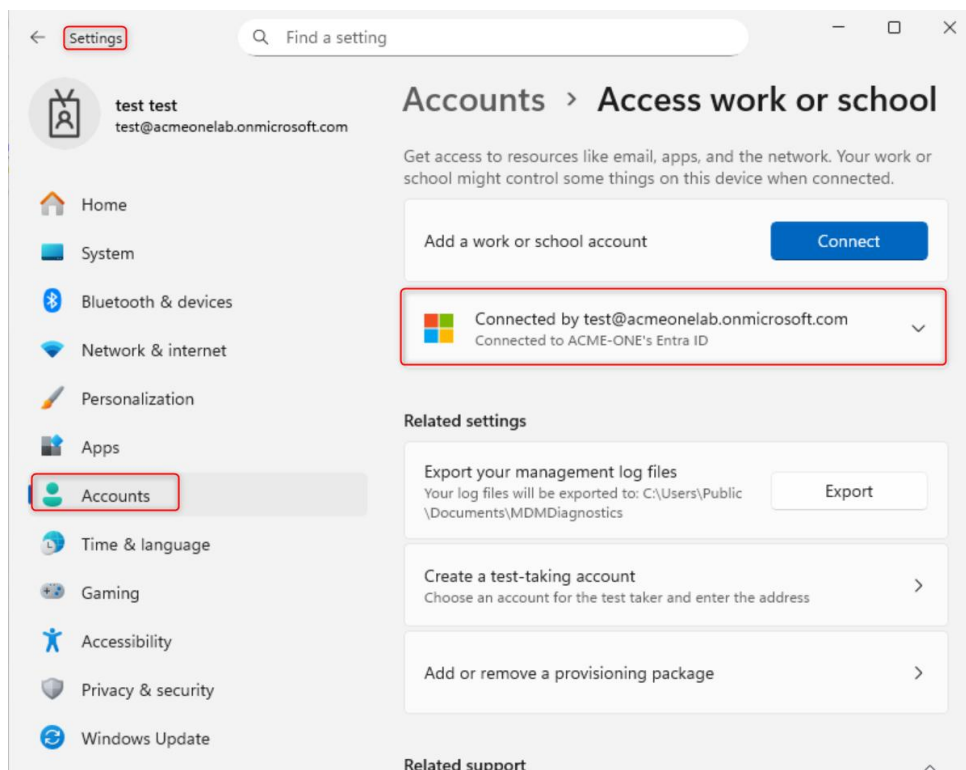 Settings
Find a setting
test test
test@acmeonelab.onmicrosoft.com
Home
System
Bluetooth & devices
Network & internet
Personalization
Apps
Accounts
Time & language
Gaming
Accessibility
Privacy & security
Windows Update
Accounts > Access work or school
Get access to resources like email, apps, and the network. Your work or
school might control some things on this device when connected.
Add a work or school account
Connect
Connected by test@acmeonelab.onmicrosoft.com
Connected to ACME-ONE's Entra ID
Related settings
Export your management log files
Your log files will be exported to: C:\Users\Public
\Documents\MDMDiagnostics
Export
Create a test-taking account
Choose an account for the test taker and enter the address
Add or remove a provisioning package
Related support